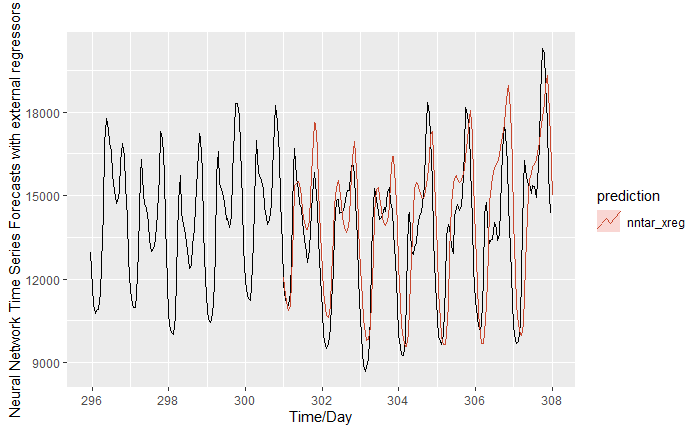 Neural Network Time Series Forecasts with external regressors
18000
15000
12000
9000
296
298
300
302
304
306
308
Time/Day
prediction
nntar_xreg